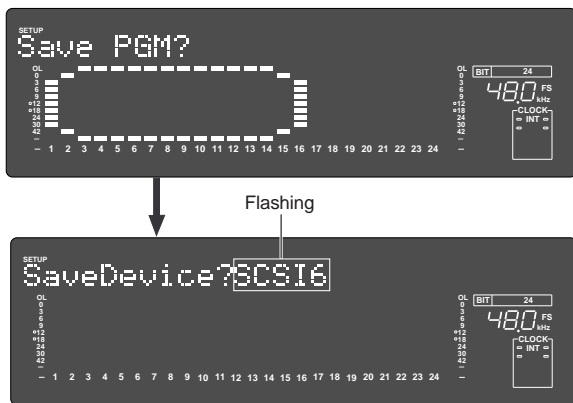 SETUP
Save PGM?
OL
0
3
6
9
12
18
24
30
42
–
OL
0
3
6
9
12
18
24
30
42
–
BIT 24
48.0 FS
kHz
CLOCK
INT
1 2 3 4 5 6 7 8 9 10 11 12 13 14 15 16 17 18 19 20 21 22 23 24
Flashing
SETUP
SaveDevice?SCSI6
OL
0
3
6
9
12
18
24
30
42
–
OL
0
3
6
9
12
18
24
30
42
–
BIT 24
48.0 FS
kHz
CLOCK
INT
1 2 3 4 5 6 7 8 9 10 11 12 13 14 15 16 17 18 19 20 21 22 23 24